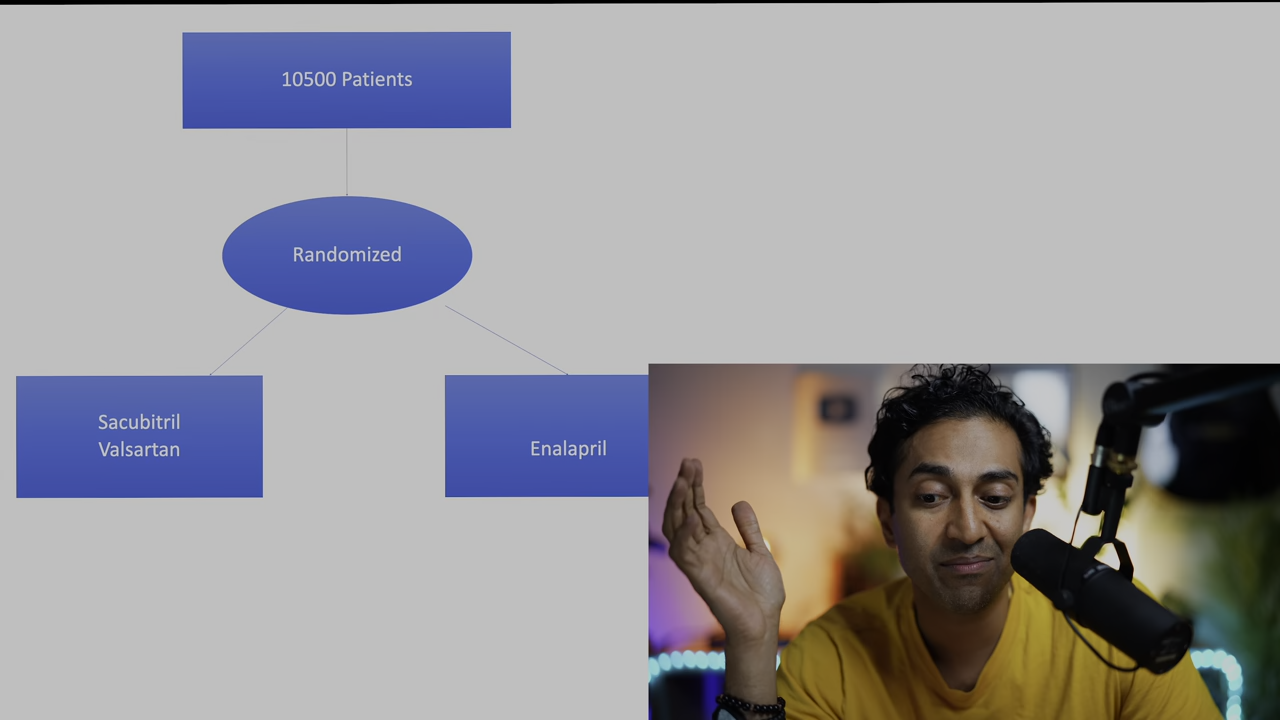 10500 Patients
Randomized
Sacubitril
Valsartan
Enalapril